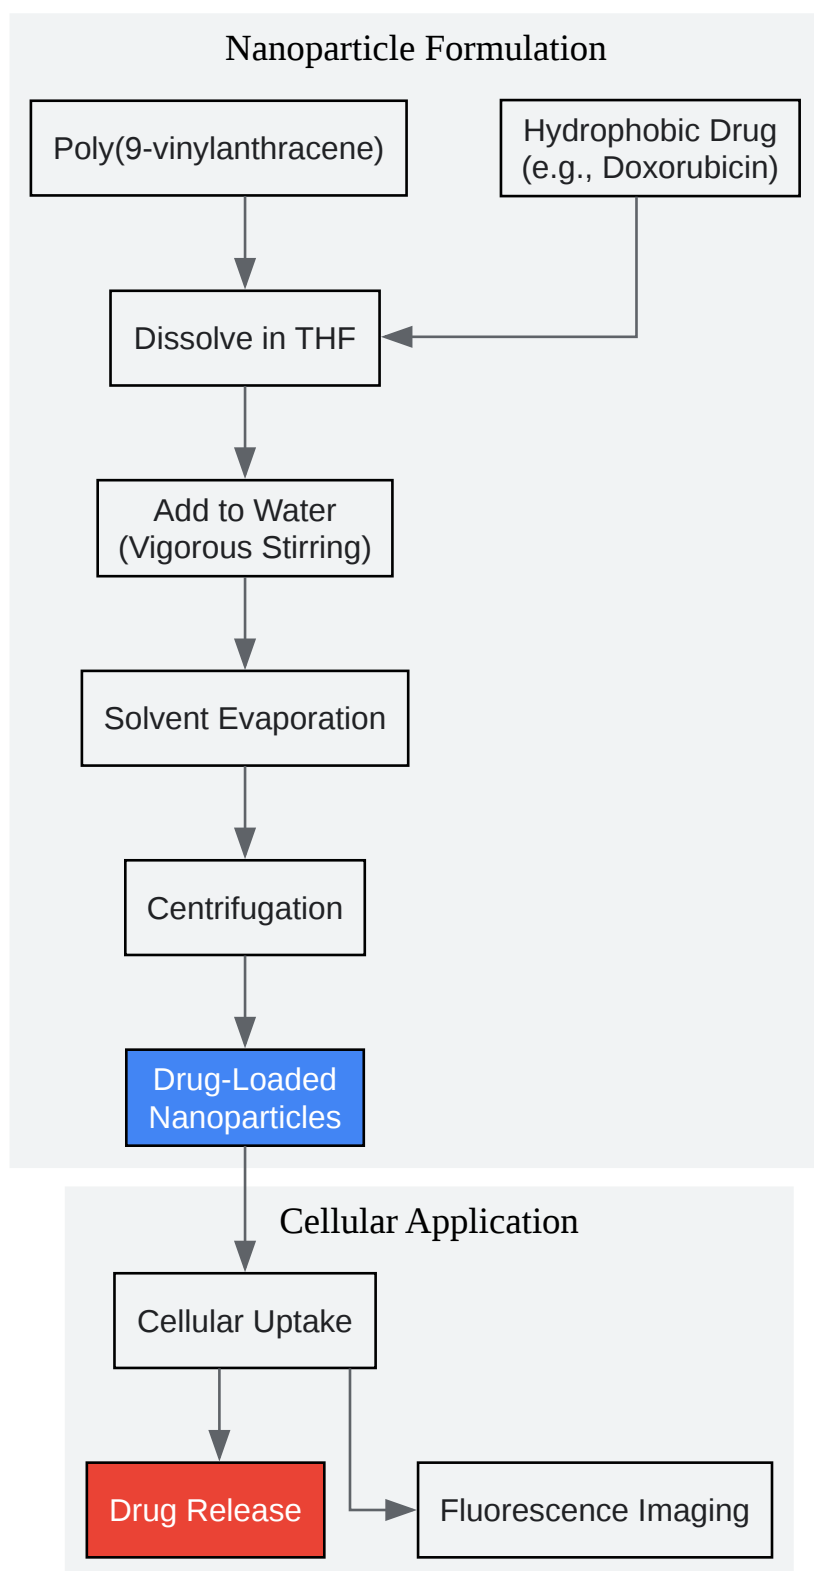 Nanoparticle Formulation
Poly(9-vinylanthracene)
Hydrophobic Drug
(e.g., Doxorubicin)
Dissolve in THF
Add to Water
(Vigorous Stirring)
Solvent Evaporation
Centrifugation
Drug-Loaded
Nanoparticles
Cellular Application
Cellular Uptake
Drug Release
Fluorescence Imaging